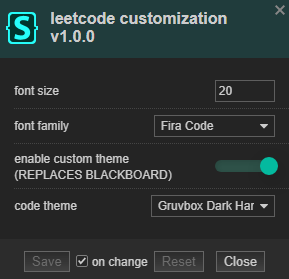 leetcode customization
v1.0.0
font size 20
font family Fira Code
enable custom theme
(REPLACES BLACKBOARD)
code theme Gruvbox Dark Har
Save on change Reset Close